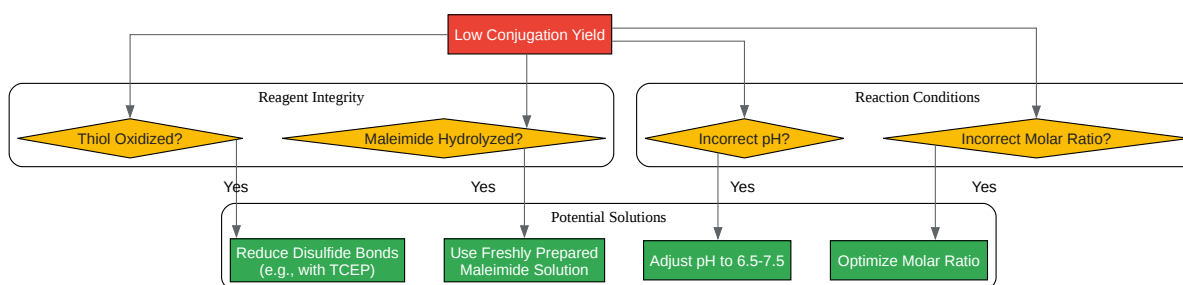 Low Conjugation Yield
Reagent Integrity
Reaction Conditions
Thiol Oxidized?
Maleimide Hydrolyzed?
Incorrect pH?
Incorrect Molar Ratio?
Yes
Yes
Yes
Yes
Potential Solutions
Reduce Disulfide Bonds
(e.g., with TCEP)
Use Freshly Prepared
Maleimide Solution
Adjust pH to 6.5-7.5
Optimize Molar Ratio